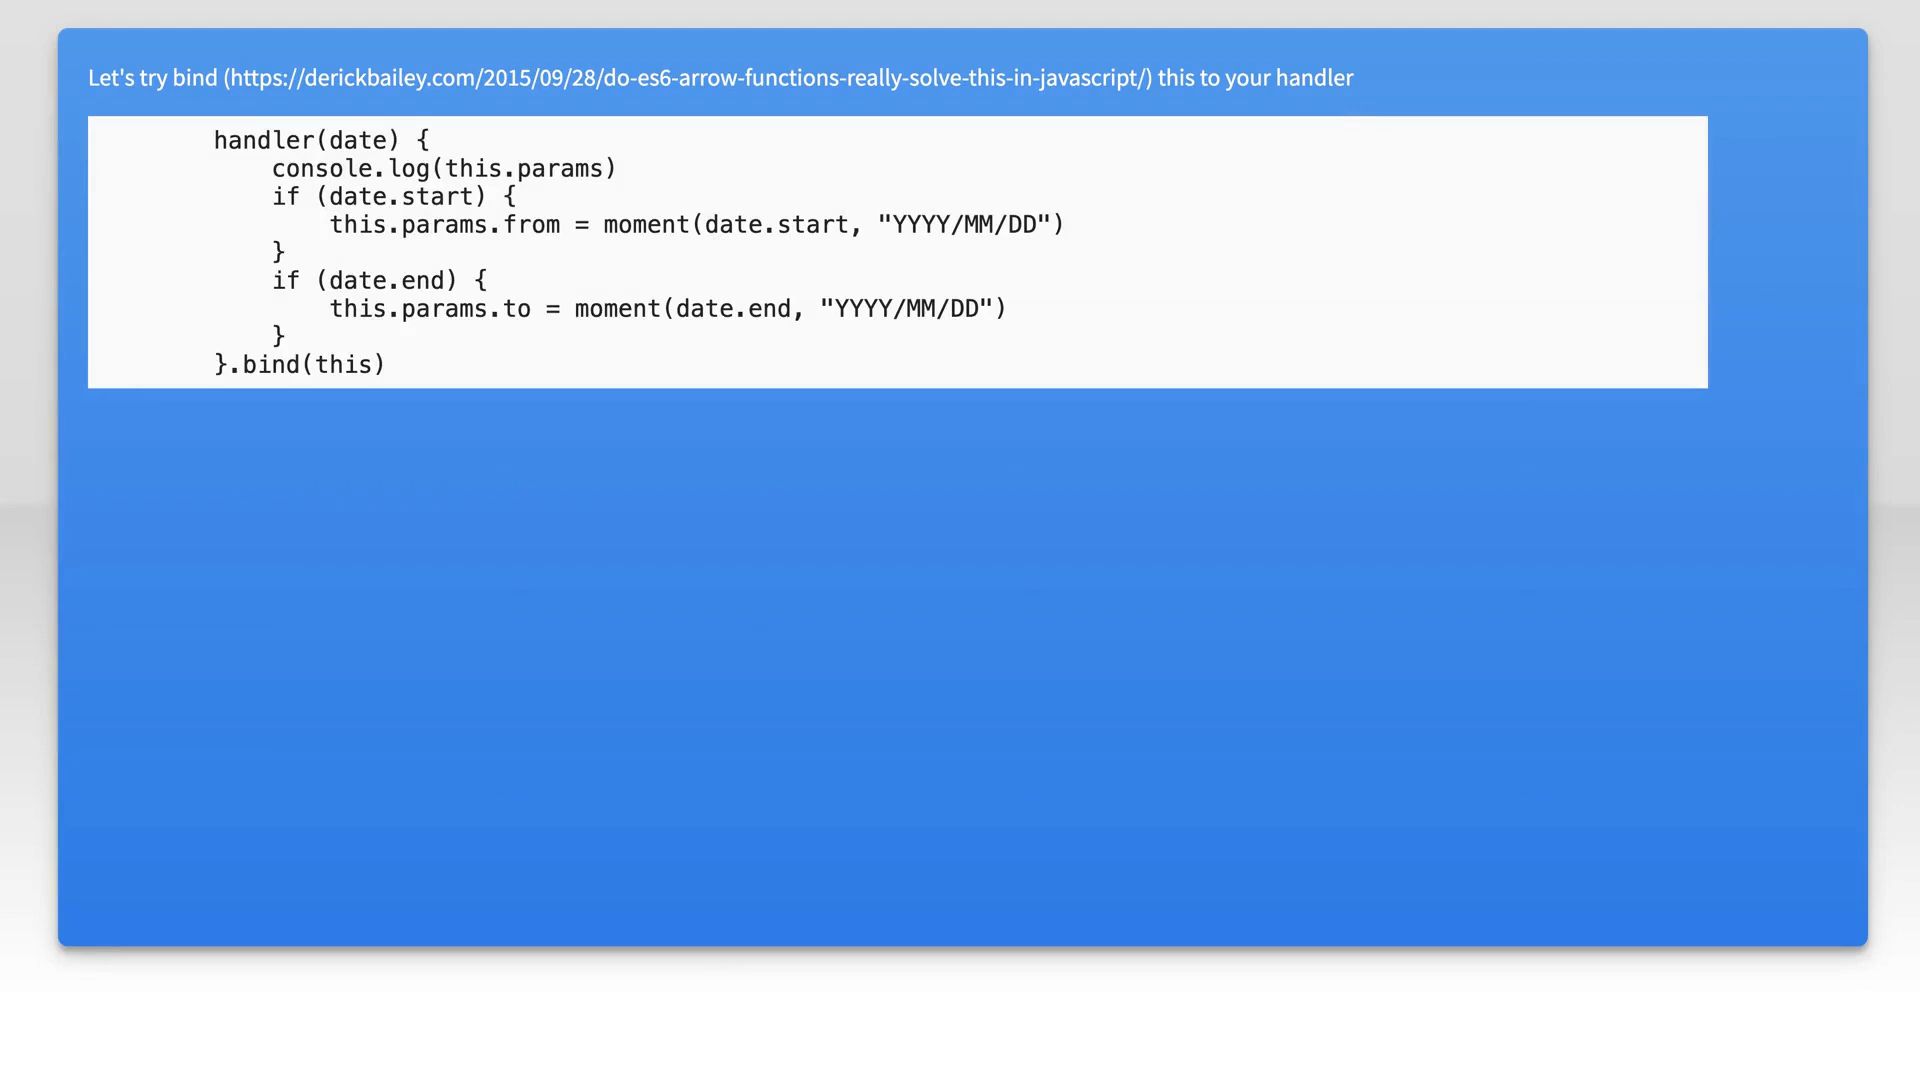 Let's try bind (https://derickbailey.com/2015/09/28/do-es6-arrow-functions-really-solve-this-in-javascript/) this to your handler
handler(date) {
    console.log(this.params)
    if (date.start) {
        this.params.from = moment(date.start, "YYYY/MM/DD")
    }
    if (date.end) {
        this.params.to = moment(date.end, "YYYY/MM/DD")
    }
}.bind(this)